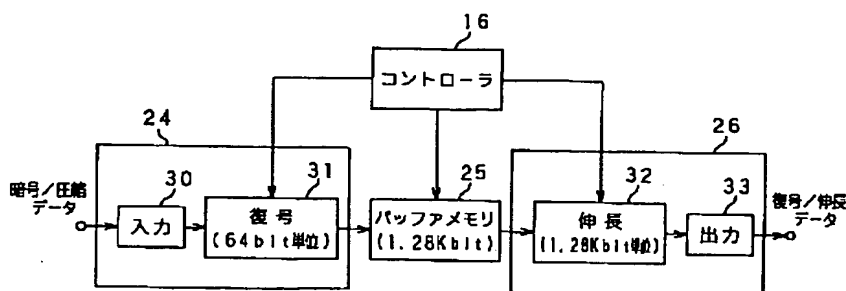 16
コントローラ
24
26
暗号/圧縮
データ
30
入力
31
復号
(64bit単位)
25
バッファメモリ
(1.28Kbit)
32
伸長
(1.28Kbit単位)
33
出力
復号/伸長
データ